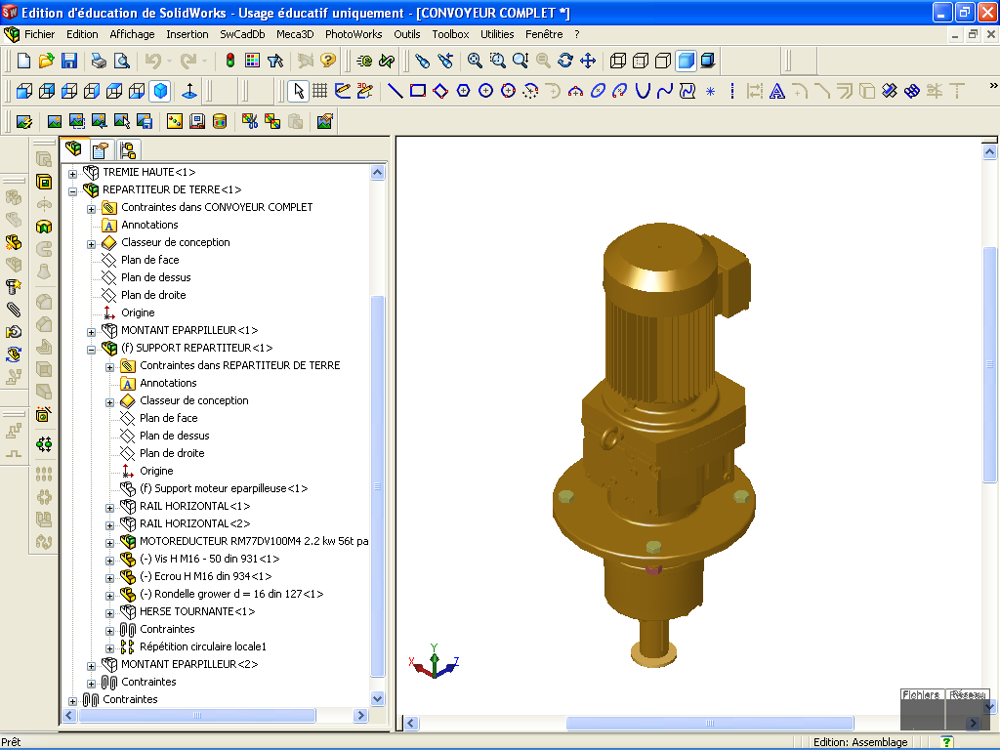 Edition d'éducation de SolidWorks - Usage éducatif uniquement - [CONVOYEUR COMPLET *]
Fichier Edition Affichage Insertion SwCadDb Meca3D PhotoWorks Outils Toolbox Utilities Fenêtre ?
TREMIE HAUTE<1>
REPARTITEUR DE TERRE<1>
Contraintes dans CONVOYEUR COMPLET
Annotations
Classeur de conception
Plan de face
Plan de dessus
Plan de droite
Origine
MONTANT EPARPILLEUR<1>
(f) SUPPORT REPARTITEUR<1>
Contraintes dans REPARTITEUR DE TERRE
Annotations
Classeur de conception
Plan de face
Plan de dessus
Plan de droite
Origine
(f) Support moteur eparpilleuse<1>
RAIL HORIZONTAL<1>
RAIL HORIZONTAL<2>
MOTOREDUCTEUR RM77DV100M4 2.2 kw 56t pa
(-) Vis H M16 - 50 din 931<1>
(-) Ecrou H M16 din 934<1>
(-) Rondelle grower d = 16 din 127<1>
HERSE TOURNANTE<1>
Contraintes
Répétition circulaire locale1
MONTANT EPARPILLEUR<2>
Contraintes
Contraintes
Y
X Z
Fichiers Réseau
Prêt
Edition: Assemblage
?